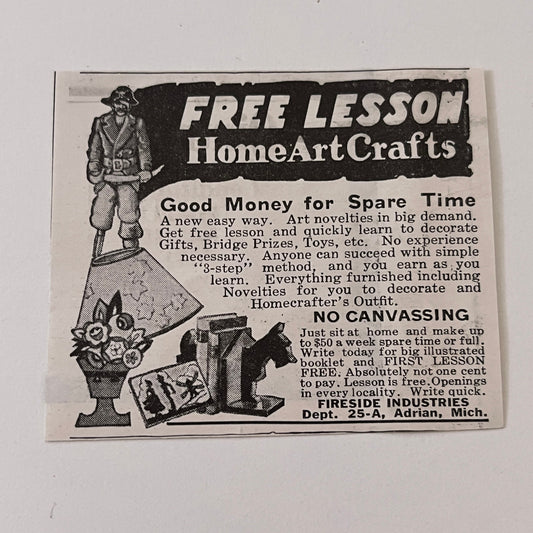 FREE LESSON
Home Art Crafts
Good Money for Spare Time
A new easy way. Art novelties in big demand.
Get free lesson and quickly learn to decorate
Gifts, Bridge Prizes, Toys, etc. No experience
necessary. Anyone can succeed with simple
"3-step" method, and you earn as you
learn. Everything furnished including
Novelties for you to decorate and
Homecrafter's Outfit.
NO CANVASSING
Just sit at home and make up
to $50 a week spare time or full.
Write today for big illustrated
booklet and FIRST LESSON
FREE. Absolutely not one cent
to pay. Lesson is free. Openings
in every locality. Write quick.
FIRESIDE INDUSTRIES
Dept. 25-A, Adrian, Mich.